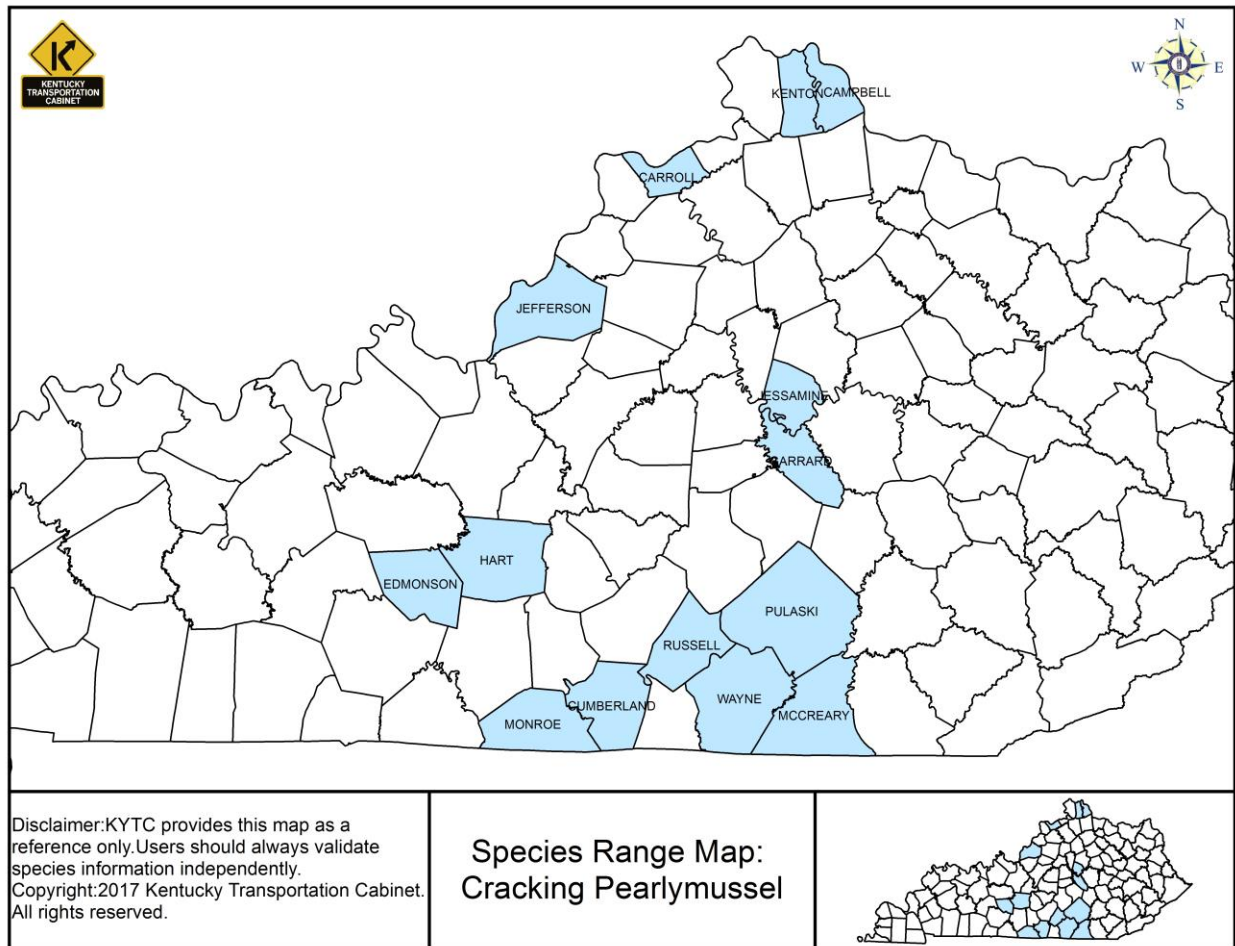 KENTUCKY
TRANSPORTATION
CABINET
N
W
E
S
KENTON
CAMPBELL
CARROLL
JEFFERSON
ESSAMINE
GARRARD
HART
EDMONSON
PULASKI
RUSSELL
WAYNE
CUMBERLAND
MCCREARY
MONROE
Disclaimer:KYTC provides this map as a
reference only.Users should always validate
species information independently.
Copyright:2017 Kentucky Transportation Cabinet.
All rights reserved.
Species Range Map:
Cracking Pearlymussel